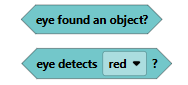 eye found an object?
eye detects red ?